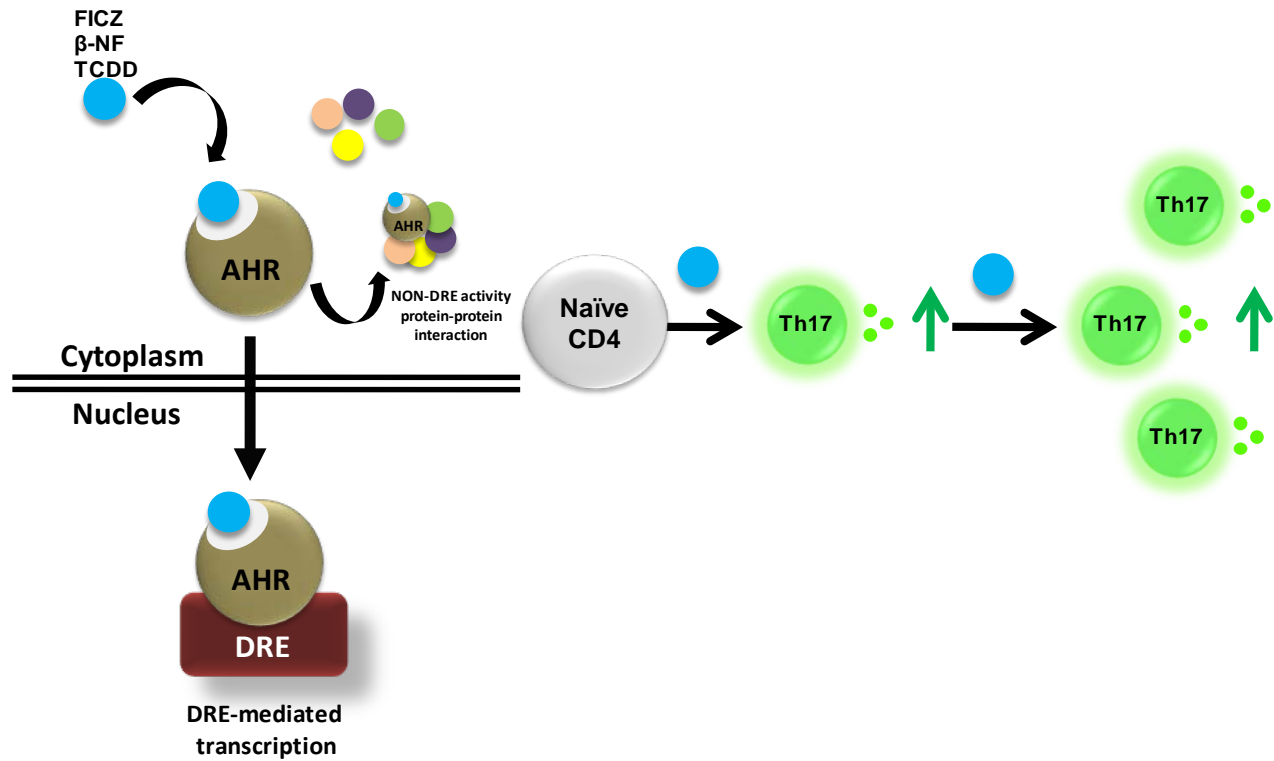 FICZ
β-NF
TCDD
AHR
AHR
NON-DRE activity
protein-protein
interaction
Cytoplasm
Nucleus
AHR
DRE
DRE-mediated
transcription
Naïve
CD4
Th17
Th17
Th17
Th17